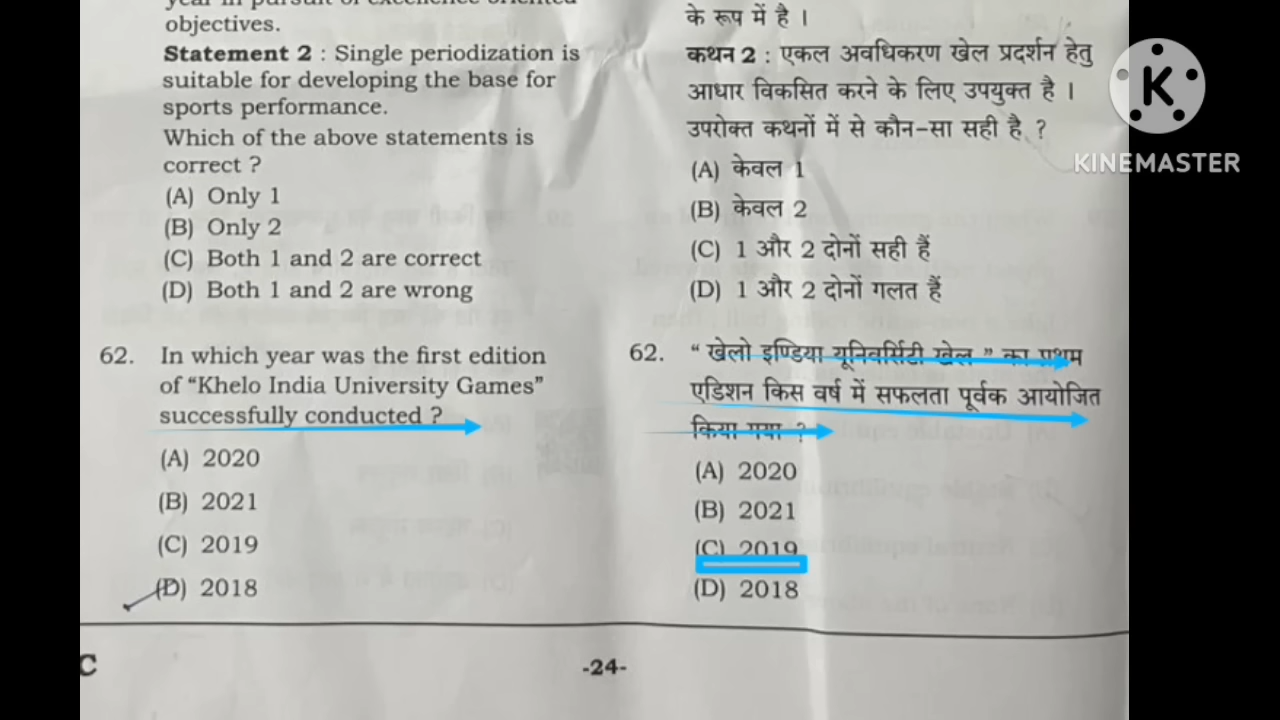 objectives.
Statement 2 : Single periodization is
suitable for developing the base for
sports performance.
Which of the above statements is
correct ?
(A) Only 1
(B) Only 2
(C) Both 1 and 2 are correct
(D) Both 1 and 2 are wrong
62. In which year was the first edition
of “Khelo India University Games”
successfully conducted ?
(A) 2020
(B) 2021
(C) 2019
(D) 2018
के रूप में है ।
कथन 2 : एकल अवधिकरण खेल प्रदर्शन हेतु
आधार विकसित करने के लिए उपयुक्त है ।
उपरोक्त कथनों में से कौन-सा सही है ?
(A) केवल 1
(B) केवल 2
(C) 1 और 2 दोनों सही हैं
(D) 1 और 2 दोनों गलत हैं
62. “ खेलो इण्डिया यूनिवर्सिटी खेल ” का प्रथम
एडिशन किस वर्ष में सफलता पूर्वक आयोजित
किया गया ?
(A) 2020
(B) 2021
(C) 2019
(D) 2018
C
-24-
K
KINEMASTER